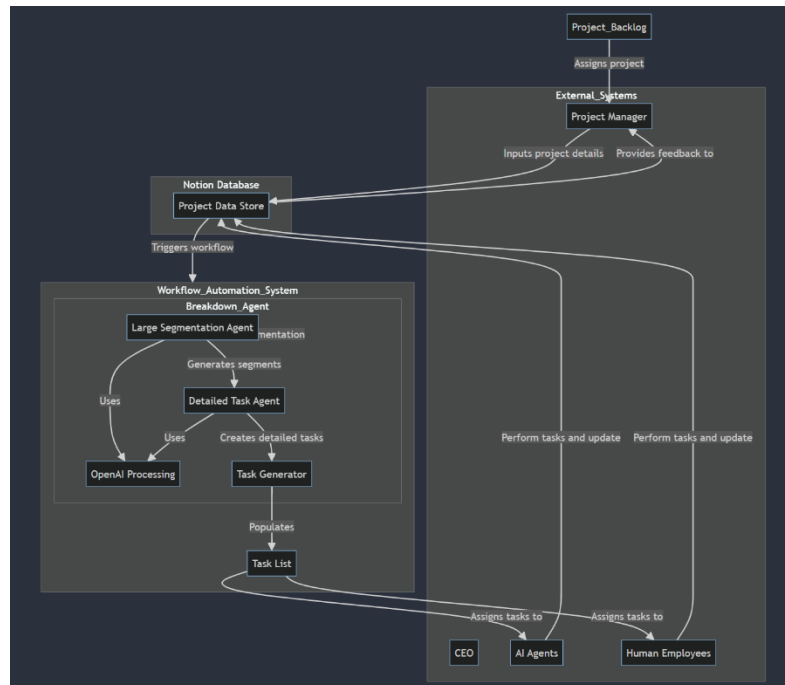 Project_Backlog
Assigns project
External_Systems
Project Manager
Inputs project details
Provides feedback to
Notion Database
Project Data Store
Triggers workflow
Workflow_Automation_System
Breakdown_Agent
Large Segmentation Agent
mentation
Generates segments
Detailed Task Agent
Uses
Uses
Creates detailed tasks
Perform tasks and update
Perform tasks and update
OpenAI Processing
Task Generator
Populates
Task List
Assigns tasks to
Assigns tasks to
CEO
AI Agents
Human Employees